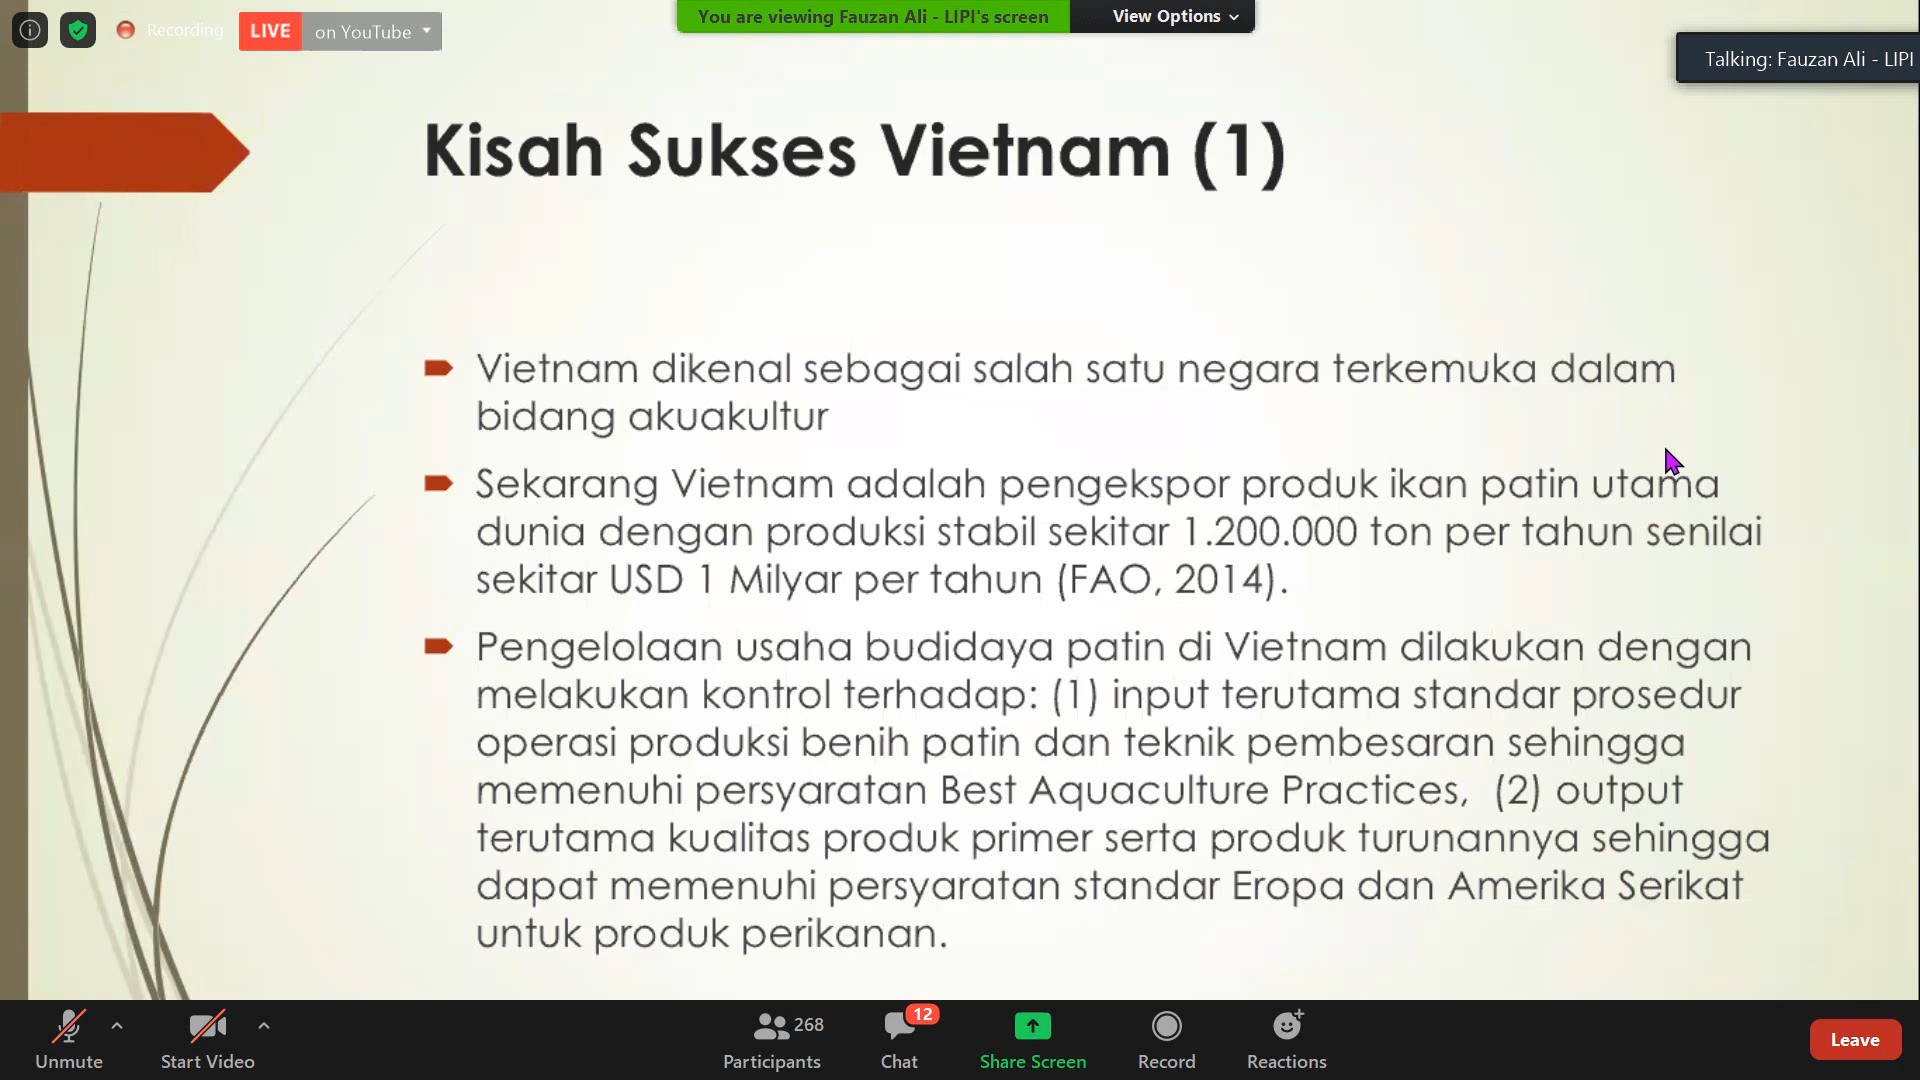 Recording
LIVE on YouTube
You are viewing Fauzan Ali - LIPI's screen
View Options
Talking: Fauzan Ali - LIPI
Kisah Sukses Vietnam (1)
Vietnam dikenal sebagai salah satu negara terkemuka dalam
bidang akuakultur
Sekarang Vietnam adalah pengekspor produk ikan patin utama
dunia dengan produksi stabil sekitar 1.200.000 ton per tahun senilai
sekitar USD 1 Milyar per tahun (FAO, 2014).
Pengelolaan usaha budidaya patin di Vietnam dilakukan dengan
melakukan kontrol terhadap: (1) input terutama standar prosedur
operasi produksi benih patin dan teknik pembesaran sehingga
memenuhi persyaratan Best Aquaculture Practices, (2) output
terutama kualitas produk primer serta produk turunannya sehingga
dapat memenuhi persyaratan standar Eropa dan Amerika Serikat
untuk produk perikanan.
Unmute
Start Video
268
Participants
12
Chat
Share Screen
Record
Reactions
Leave